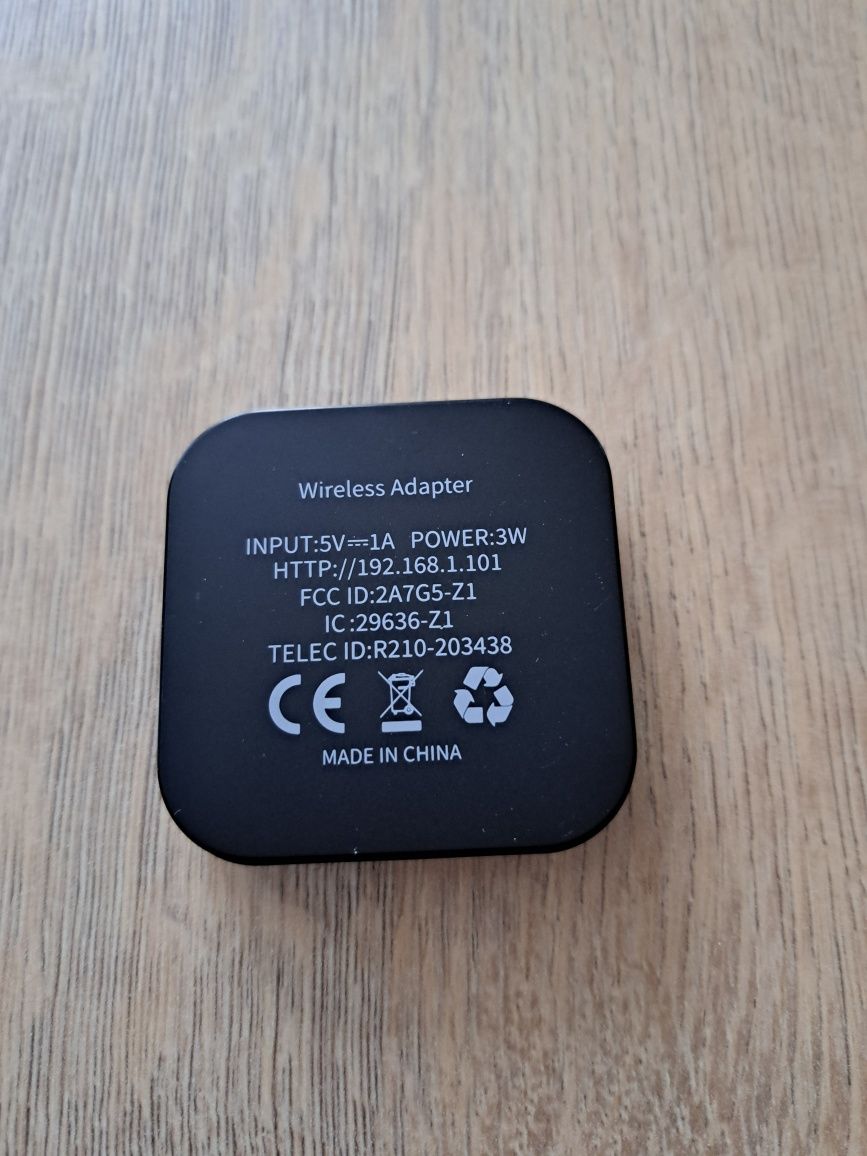 Wireless Adapter
INPUT:5V⎓1A POWER:3W
HTTP://192.168.1.101
FCC ID:2A7G5-Z1
IC:29636-Z1
TELEC ID:R210-203438
CE
MADE IN CHINA